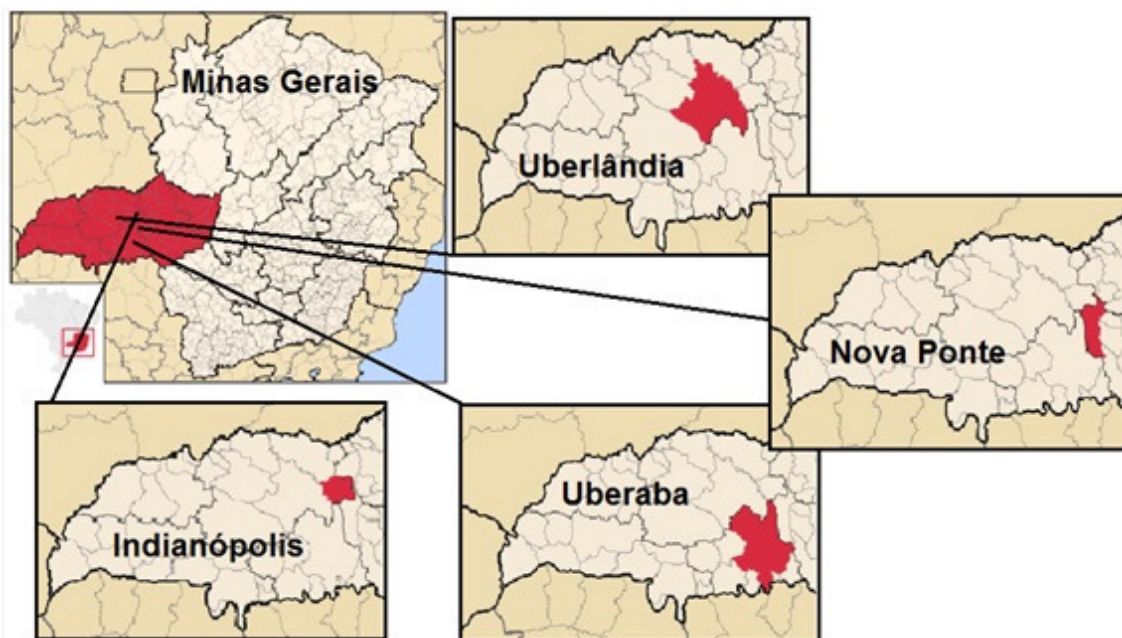 Minas Gerais
Uberlândia
Nova Ponte
Uberaba
Indianópolis